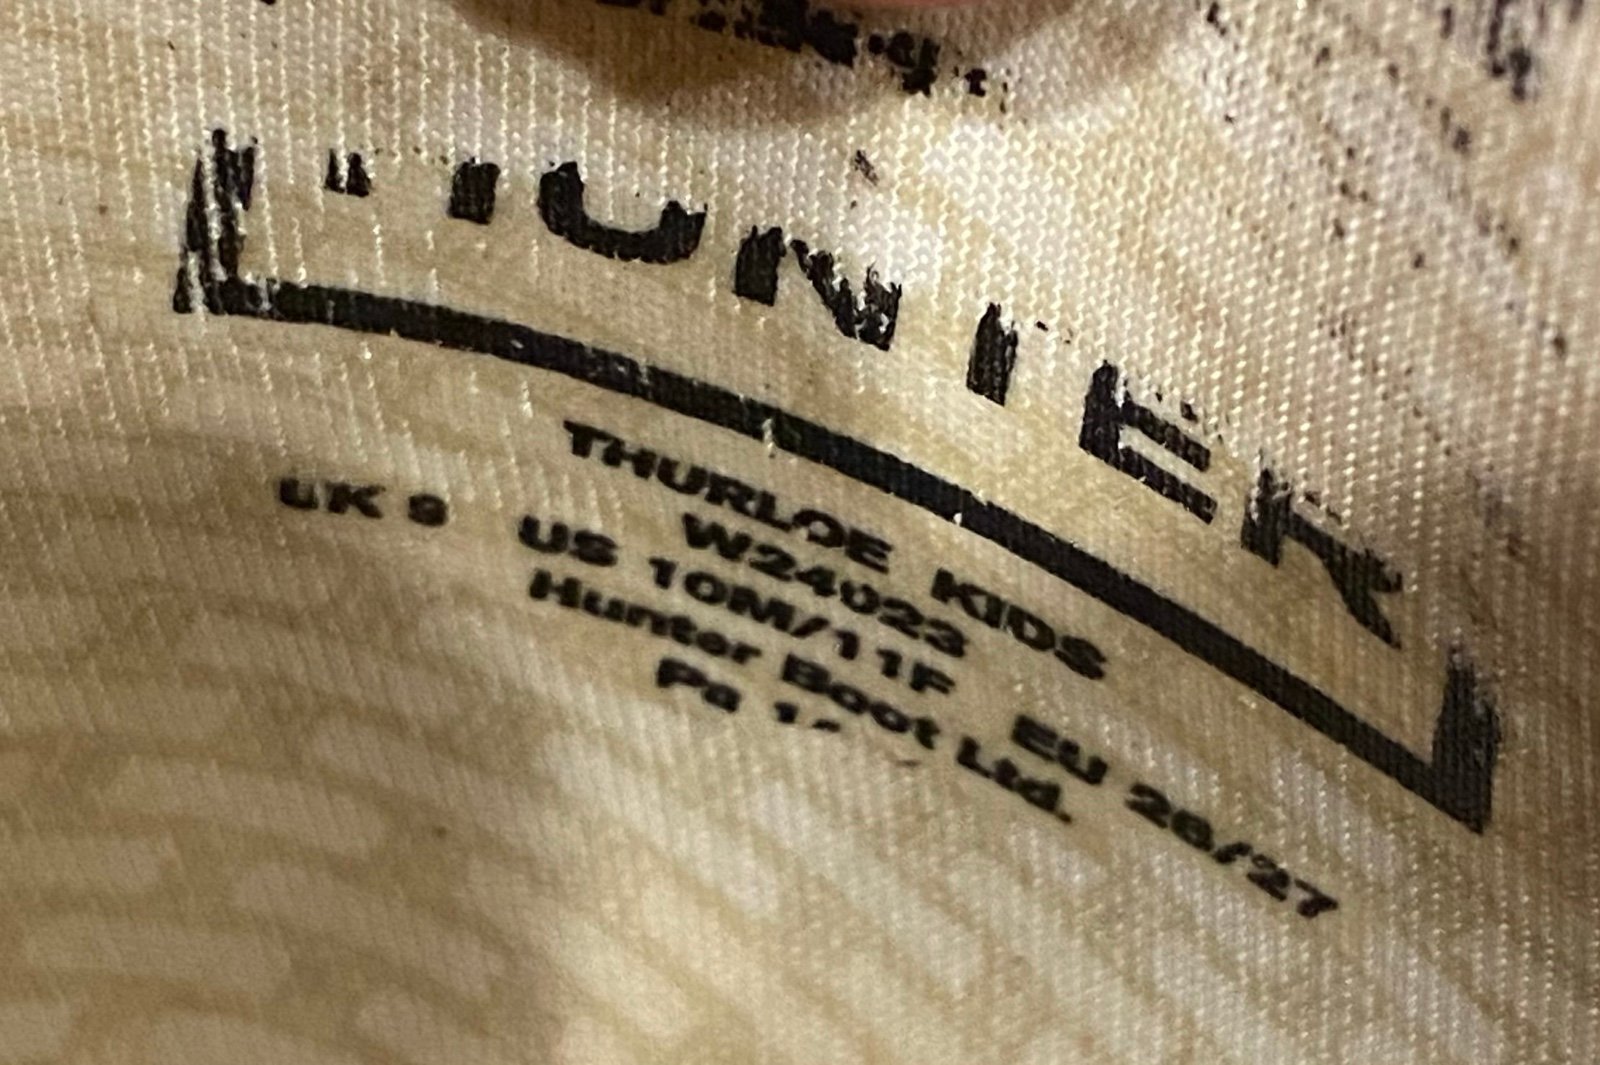 HUNTER
THURLOE KIDS
W24023
UK 9 US 10M/11F EU 26/27
Hunter Boot Ltd.